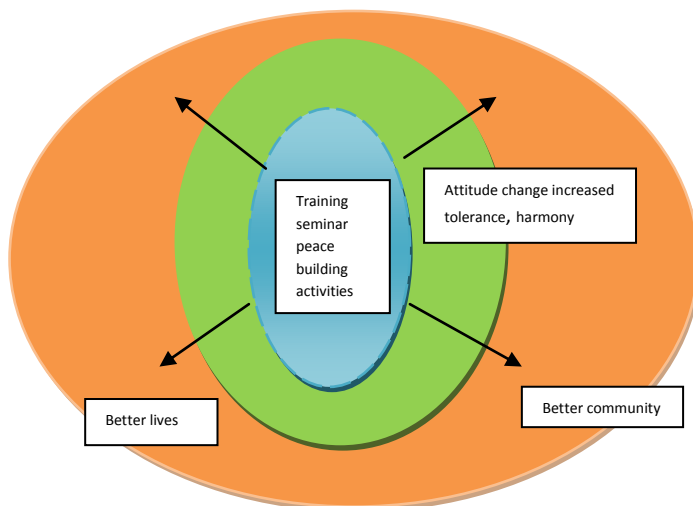 Training
seminar
peace
building
activities
Attitude change increased
tolerance, harmony
Better lives
Better community